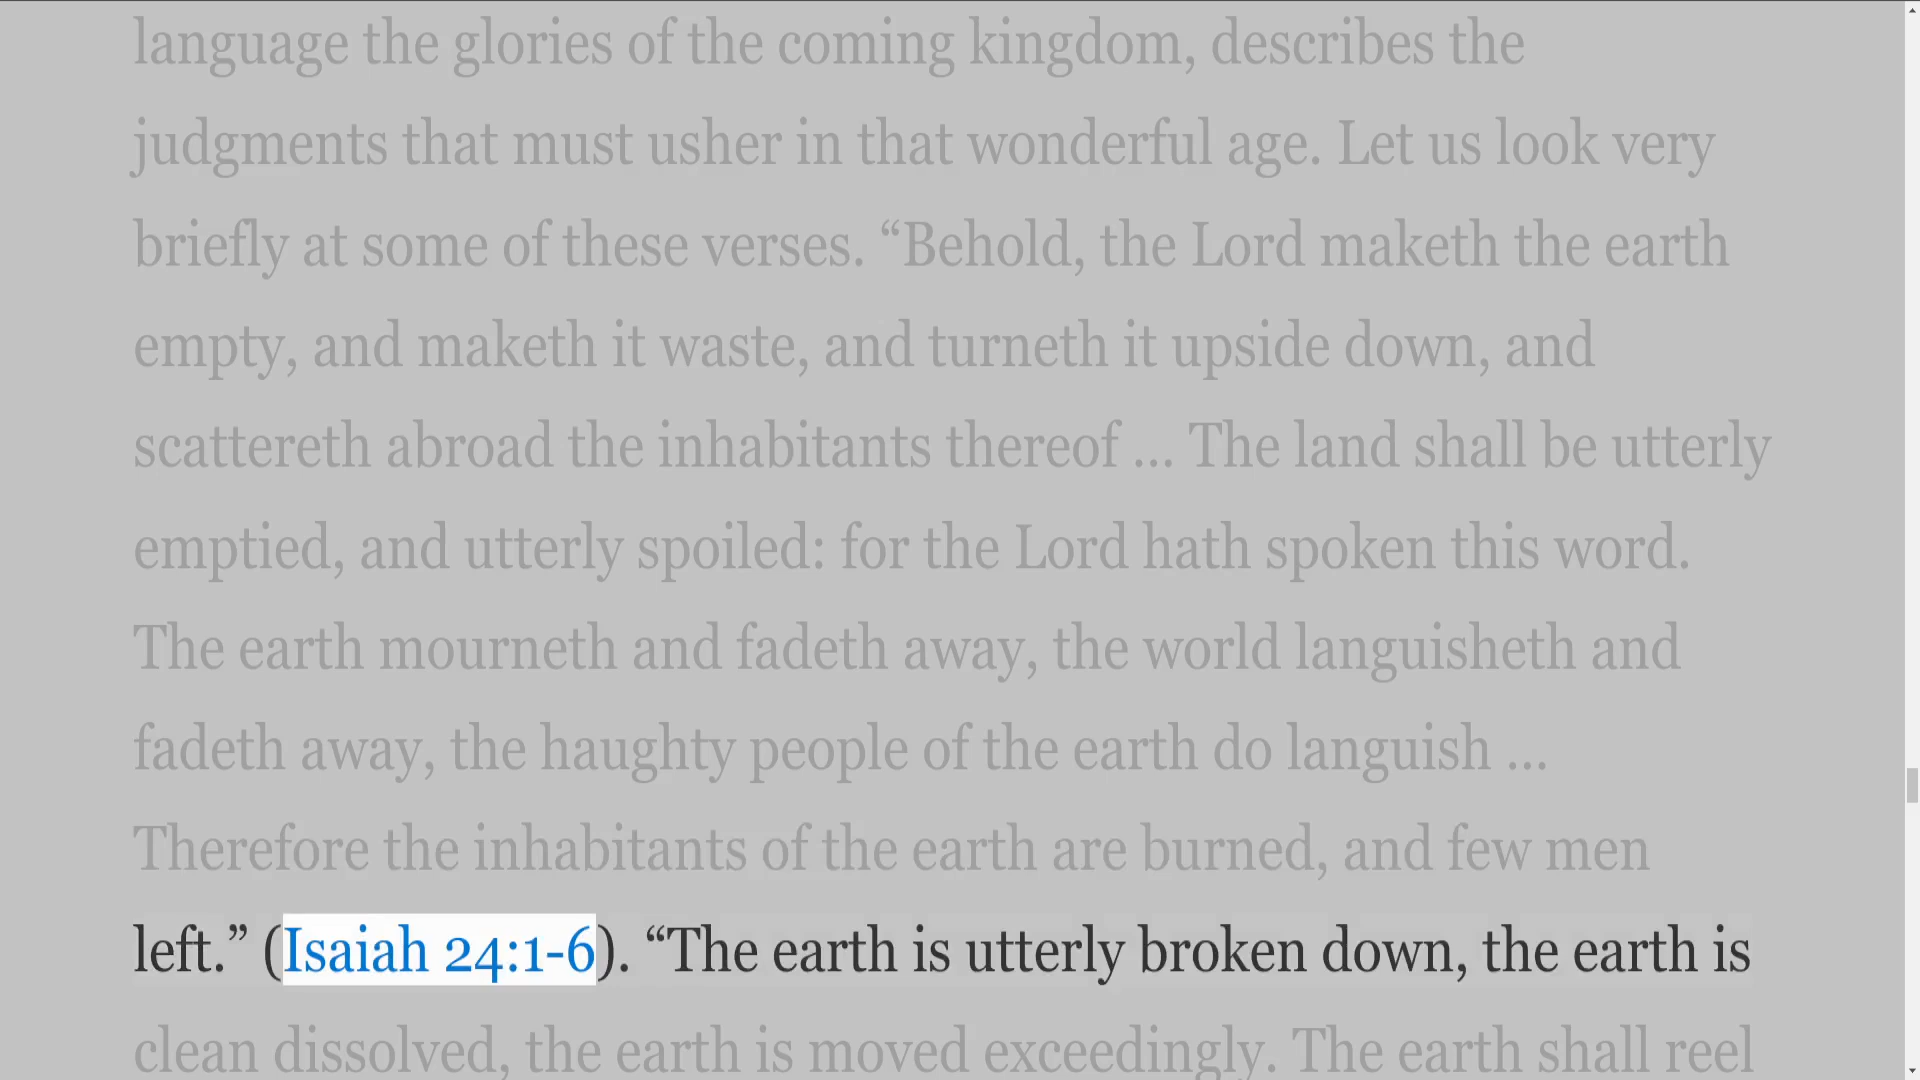 language the glories of the coming kingdom, describes the
judgments that must usher in that wonderful age. Let us look very
briefly at some of these verses. “Behold, the Lord maketh the earth
empty, and maketh it waste, and turneth it upside down, and
scattereth abroad the inhabitants thereof ... The land shall be utterly
emptied, and utterly spoiled: for the Lord hath spoken this word.
The earth mourneth and fadeth away, the world languisheth and
fadeth away, the haughty people of the earth do languish ...
Therefore the inhabitants of the earth are burned, and few men
left.” (Isaiah 24:1-6). “The earth is utterly broken down, the earth is
clean dissolved, the earth is moved exceedingly. The earth shall reel